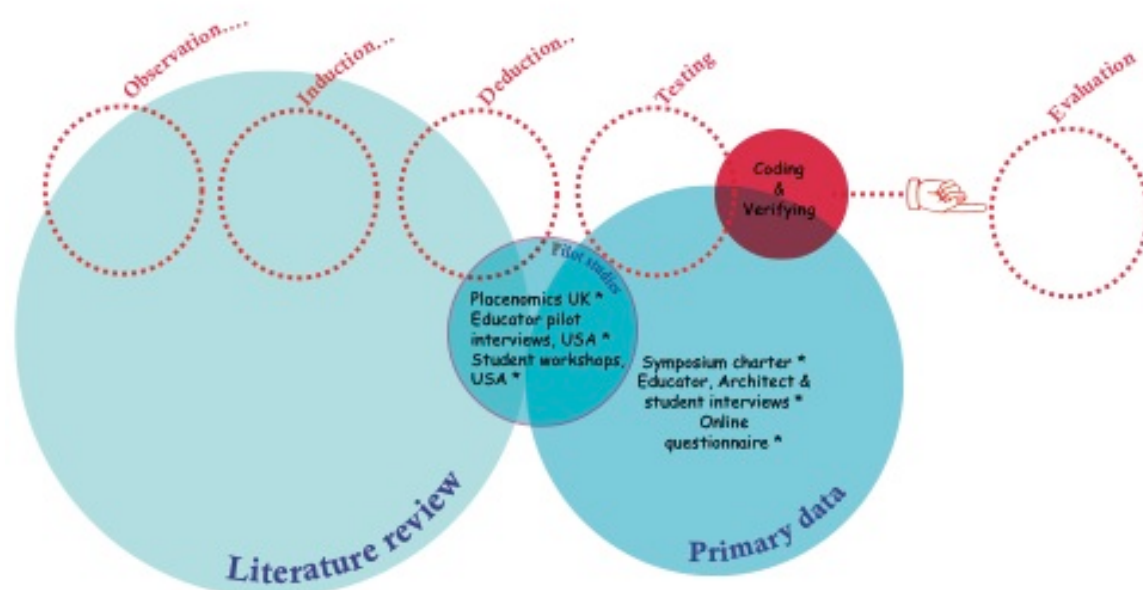 Observation....
Induction...
Deduction..
Testing
Evaluation
Coding
&
Verifying
Pilot studies
Placenomics UK *
Educator pilot
interviews, USA *
Student workshops,
USA *
Symposium charter *
Educator, Architect &
student interviews *
Online
questionnaire *
Literature review
Primary data